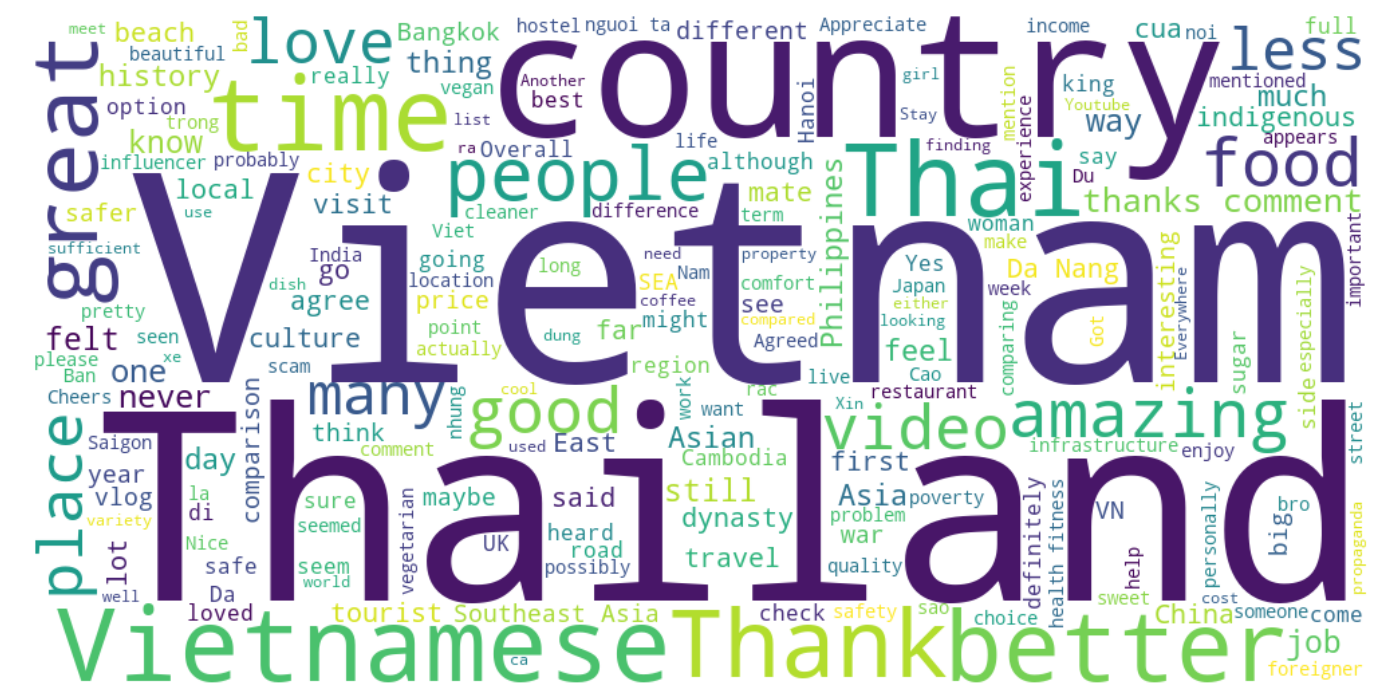 meet
beach
bad
love
Bangkok
hostel
nguoi ta
different
Appreciate
income
cua
noi
full
great
beautiful
history
really
thing
vegan
country
Another
best
girl
king
less
mentioned
much
option
trong
know
time
list
Hanoi
Stay
mention
Youtube
way
indigenous
appears
influencer
probably
ra
Overall
life
although
finding
experience
say
Du
food
local
city
people
Philippines
Thai
thanks comment
safer
use
visit
cleaner
difference
mate
term
woman
sufficient
Vietnam
Viet
India
go
going
location
long
need
property
Yes
make
Da Nang
important
dish
agree
price
SEA
Nam
comfort
Japan
week
interesting
Everywhere
pretty
coffee
see
either
felt
seen
culture
point
dung
far
might
compared
looking
comparing
Got
sugar
especially
please
xe
actually
Agreed
feel
Ban
one
scam
region
live
Cao
side
Cheers
never
comparison
many
nhung
cool
good
work
rac
want
Xin
restaurant
amazing
street
place
Saigon
think
comment
used
East
Asian
video
infrastructure
enjoy
year
day
Thailand
Cambodia
first
vlog
la
di
sure
vegetarian
maybe
said
still
Asia
poverty
definitely
health fitness
VN
personally
big
bro
propaganda
variety
seemed
heard
dynasty
problem
war
Nice
UK
road
lot
safe
seem
world
possibly
travel
quality
help
well
Da
loved
sweet
cost
tourist
Southeast Asia
check
safety
sao
choice
China
someone
come
Vietnamese
ca
Thank
better
job
foreigner